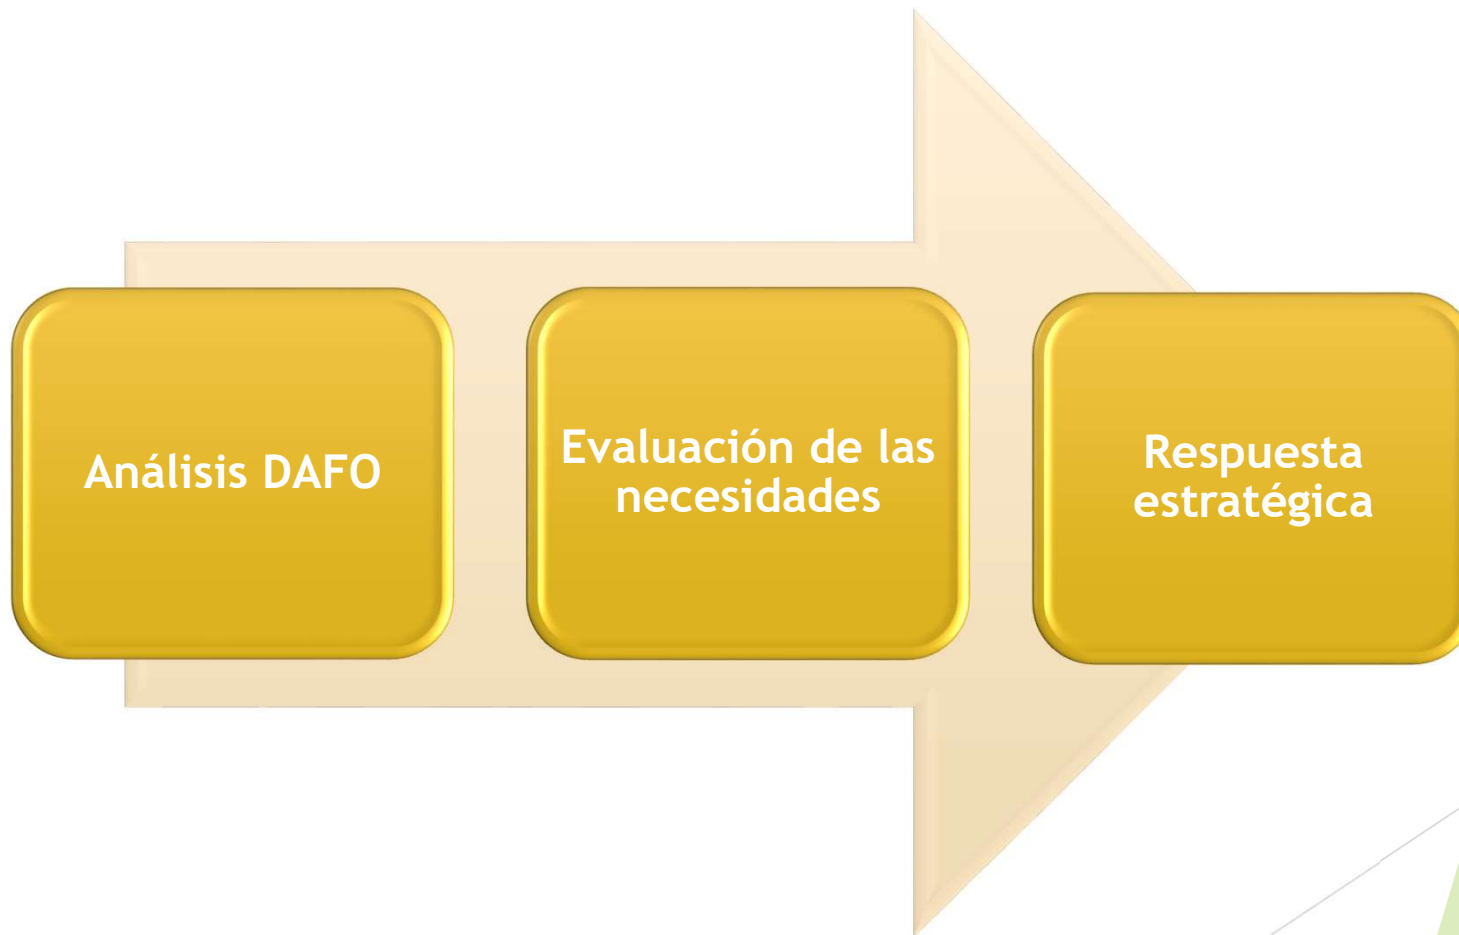 Análisis DAFO
Evaluación de las
necesidades
Respuesta
estratégica